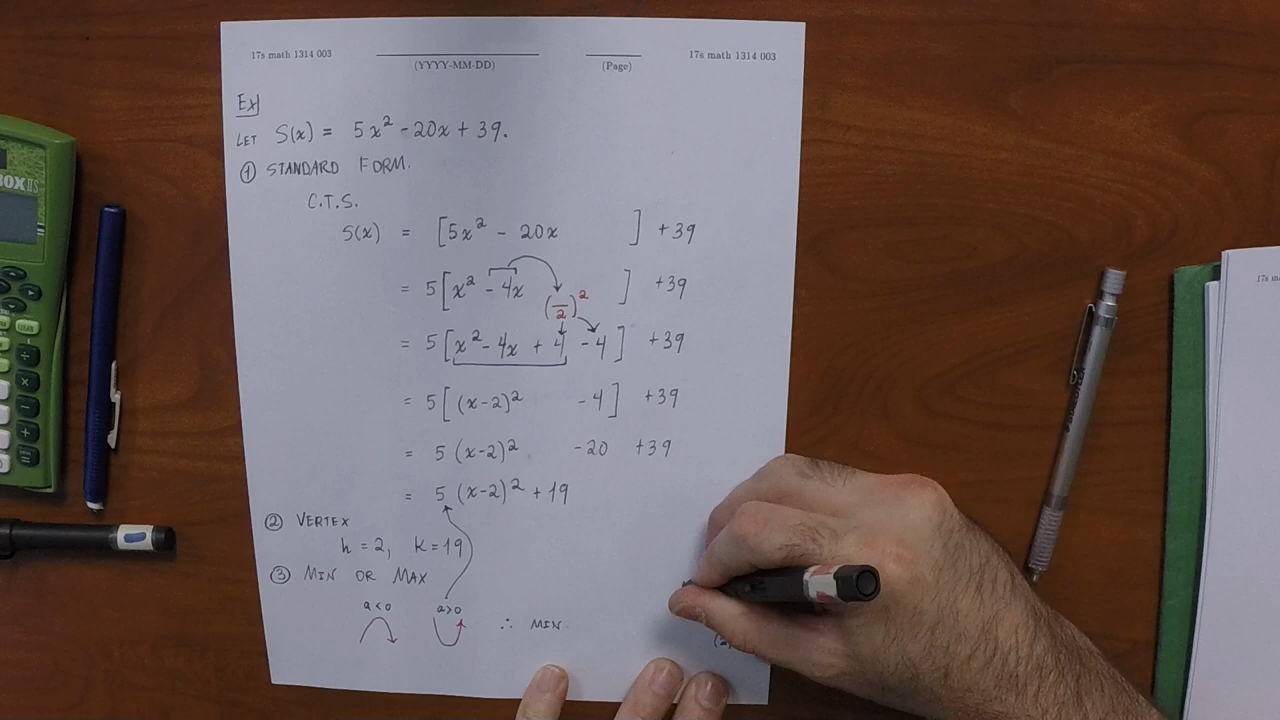 17s math 1314 003 (YYYY-MM-DD) (Page) 17s math 1314 003
Ex
LET S(x) = 5x² - 20x + 39.
① STANDARD FORM.
C.T.S.
S(x) = [5x² - 20x ] + 39
= 5[x² - 4x ] + 39
(/2)²
= 5[x² - 4x + 4 - 4] + 39
= 5[(x-2)² - 4] + 39
= 5(x-2)² - 20 + 39
= 5(x-2)² + 19
② VERTEX
h = 2, k = 19
③ MIN OR MAX
a<0 a>0
∴ MIN.